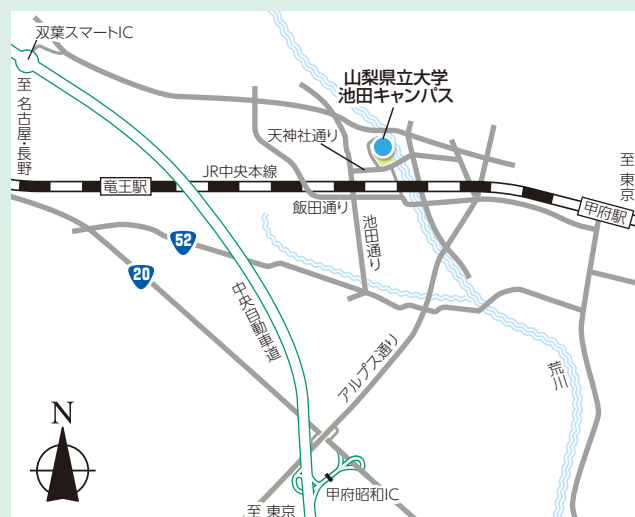 双葉スマートIC
至 名古屋・長野
山梨県立大学
池田キャンパス
天神社通り
至 東京
JR中央本線
竜王駅
飯田通り
甲府駅
池田通り
52
20
中央自動車道
アルプス通り
荒川
N
甲府昭和IC
至 東京